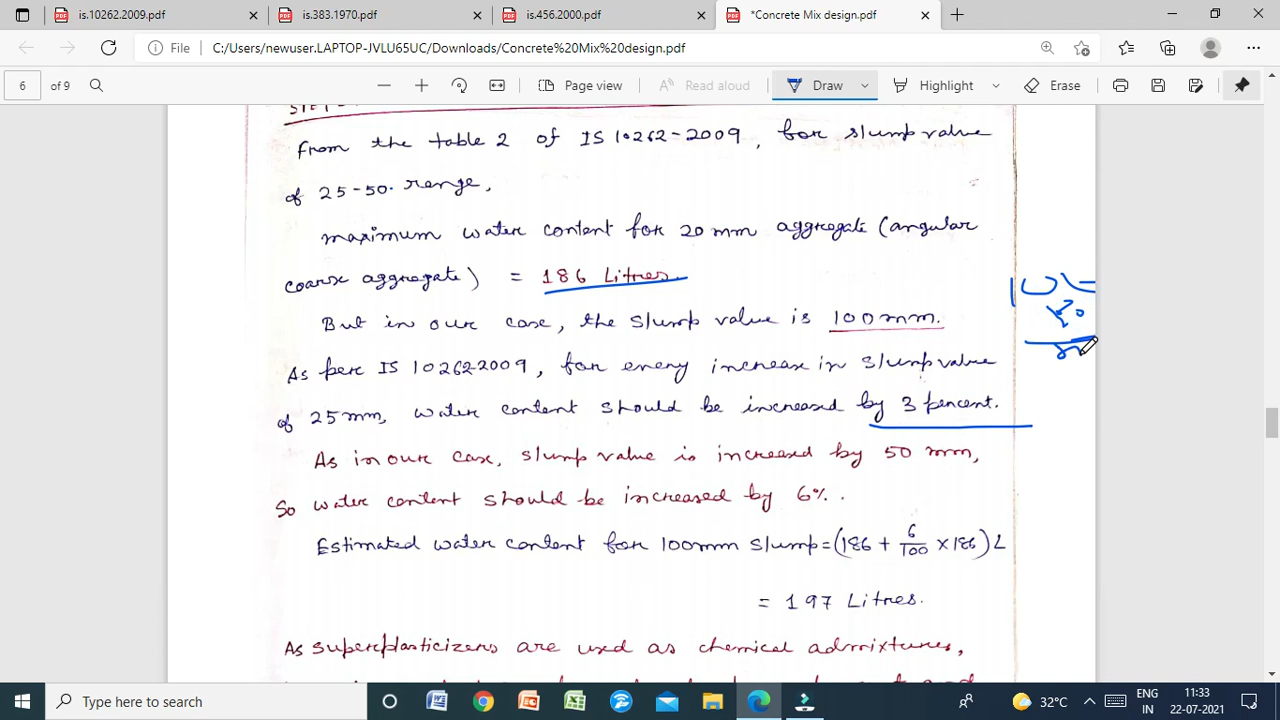 is.10262.2009.pdf
is.383.1970.pdf
is.456.2000.pdf
*Concrete Mix design.pdf
File
C:/Users/newuser.LAPTOP-JVLU65UC/Downloads/Concrete%20Mix%20design.pdf
6 of 9
Page view
Read aloud
Draw
Highlight
Erase
From the table 2 of IS 10262-2009, for slump value
of 25-50 range,
maximum water content for 20 mm aggregate (angular
coarse aggregate) = 186 Litres.
But in our case, the slump value is 100mm.
As per IS 10262-2009, for every increase in slump value
of 25mm, water content should be increased by 3 percent.
As in our case, slump value is increased by 50 mm,
So water content should be increased by 6%.
Estimated water content for 100mm slump=(186 + 6/100 ×186) L
= 197 Litres.
As superplasticizers are used as chemical admixtures,
Type here to search
32°C
ENG
IN
11:33
22-07-2021